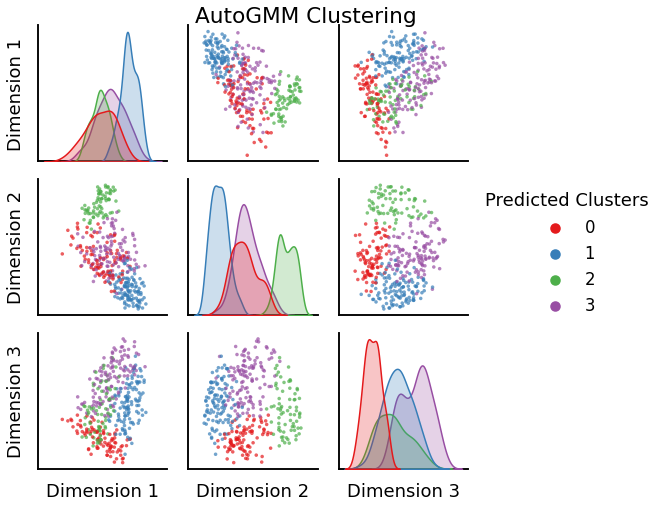 AutoGMM Clustering
Dimension 1
Dimension 2
Predicted Clusters
0
1
2
3
Dimension 3
Dimension 1
Dimension 2
Dimension 3